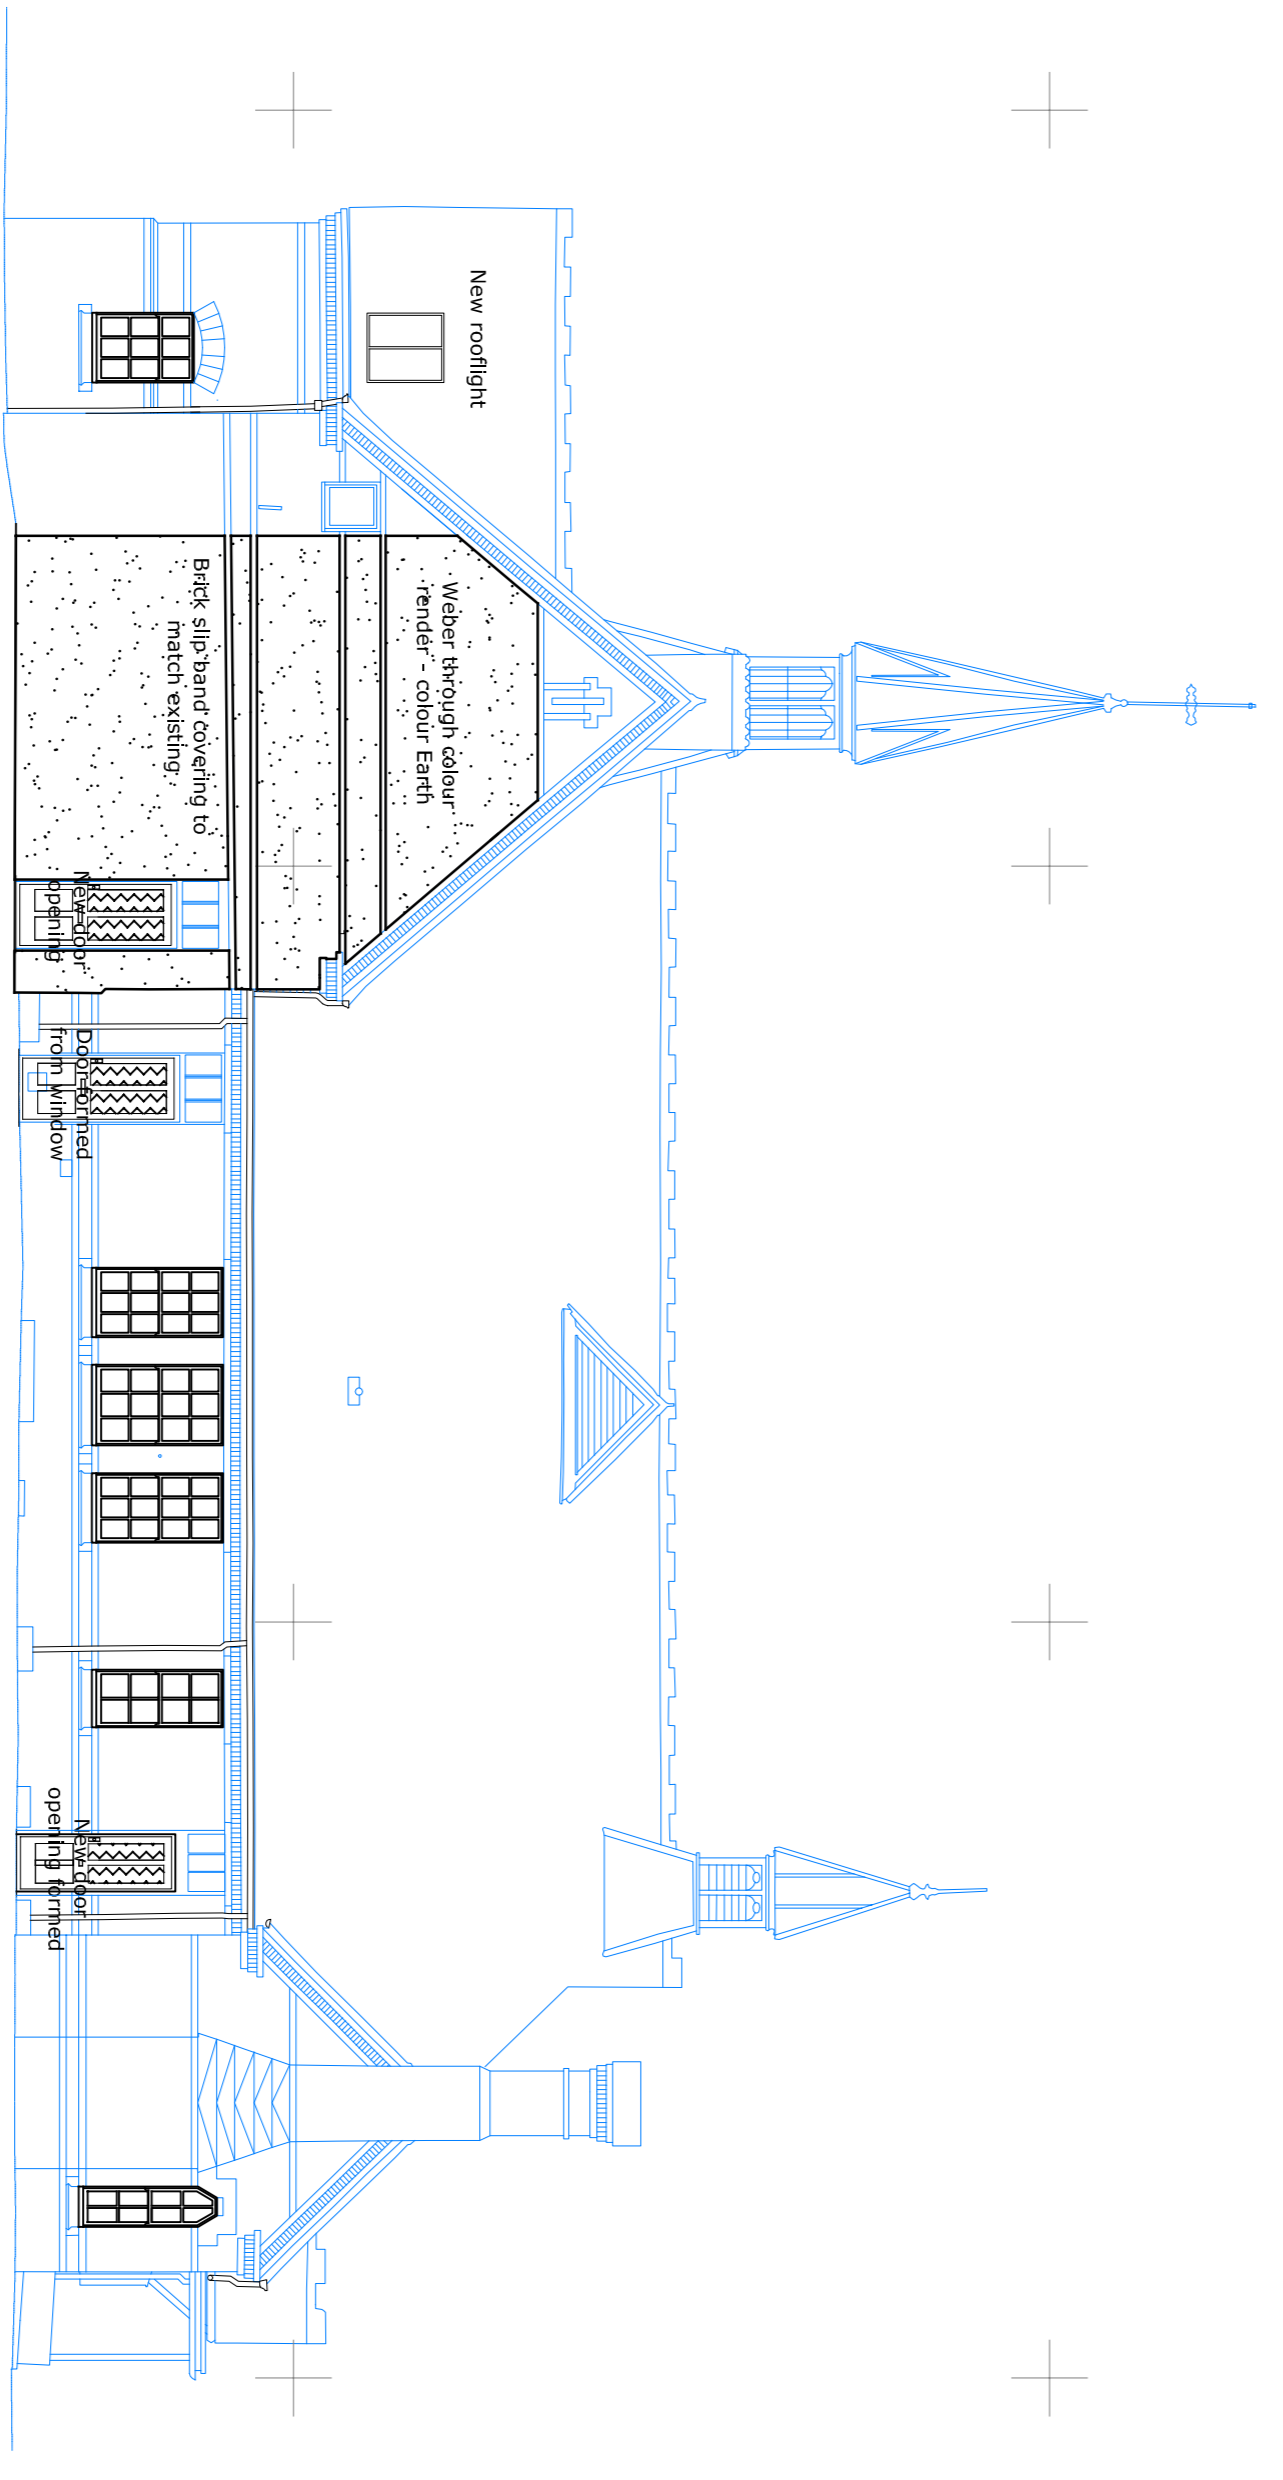 New rooflight
Weber through colour
render - colour Earth
Brick slip band covering to
match existing
New door
opening
Door formed
from window
New door
opening formed